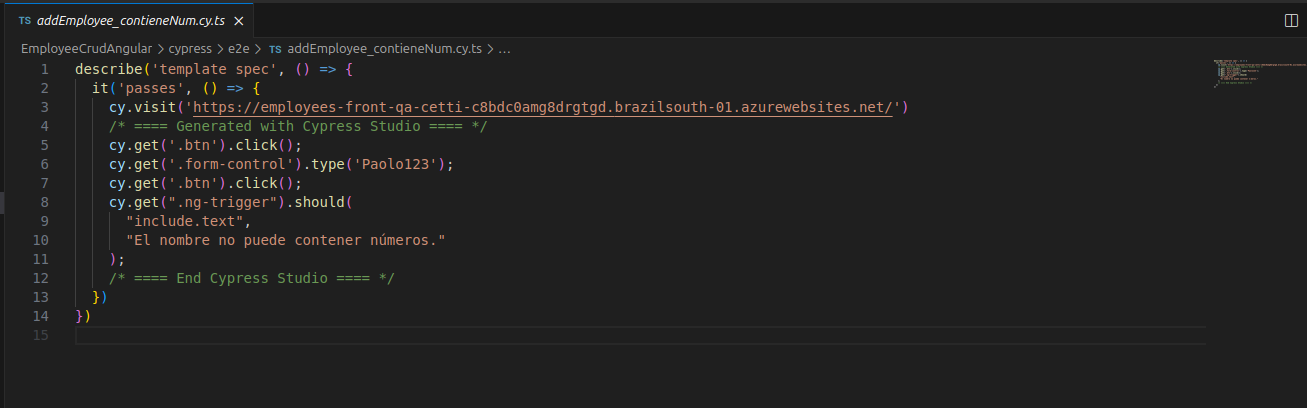 TS addEmployee_contieneNum.cy.ts ×
EmployeeCrudAngular > cypress > e2e > TS addEmployee_contieneNum.cy.ts > ...
1 describe('template spec', () => {
2 it('passes', () => {
3 cy.visit('https://employees-front-qa-cetti-c8bdc0amg8drgtgd.brazilsouth-01.azurewebsites.net/')
4 /* ==== Generated with Cypress Studio ==== */
5 cy.get('.btn').click();
6 cy.get('.form-control').type('Paolo123');
7 cy.get('.btn').click();
8 cy.get(".ng-trigger").should(
9 "include.text",
10 "El nombre no puede contener números."
11 );
12 /* ==== End Cypress Studio ==== */
13 })
14 })
15